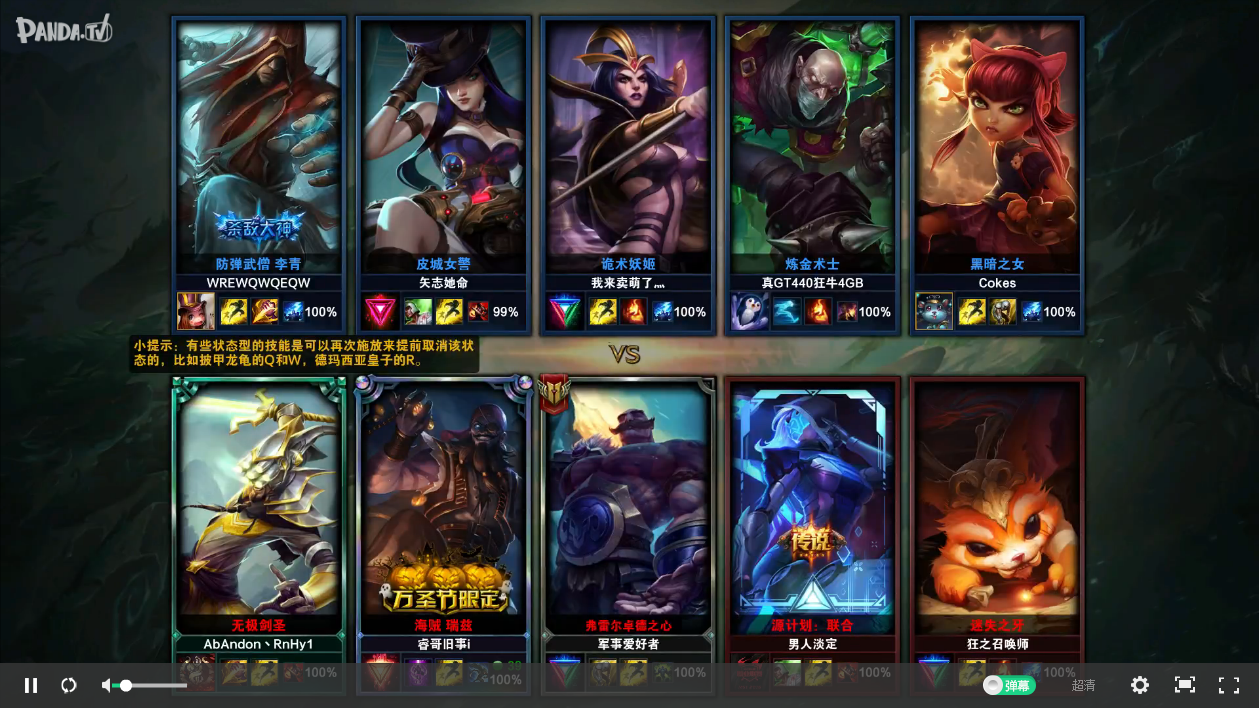 PANDA.TV
杀敌大神
防弹武僧 李青
皮城女警
诡术妖姬
炼金术士
黑暗之女
WREWQWQEQW
矢志她命
我来卖萌了灬
真GT440狂牛4GB
Cokes
100%
99%
100%
100%
100%
小提示：有些状态型的技能是可以再次施放来提前取消该状
态的，比如披甲龙龟的Q和W，德玛西亚皇子的R。
VS
万圣节限定
传说
无极剑圣
海贼 瑞兹
弗雷尔卓德之心
源计划：联合
迷失之牙
AbAndon丶RnHy1
睿哥旧事i
军事爱好者
男人淡定
狂之召唤师
100%
100%
100%
100%
100%
弹幕
超清